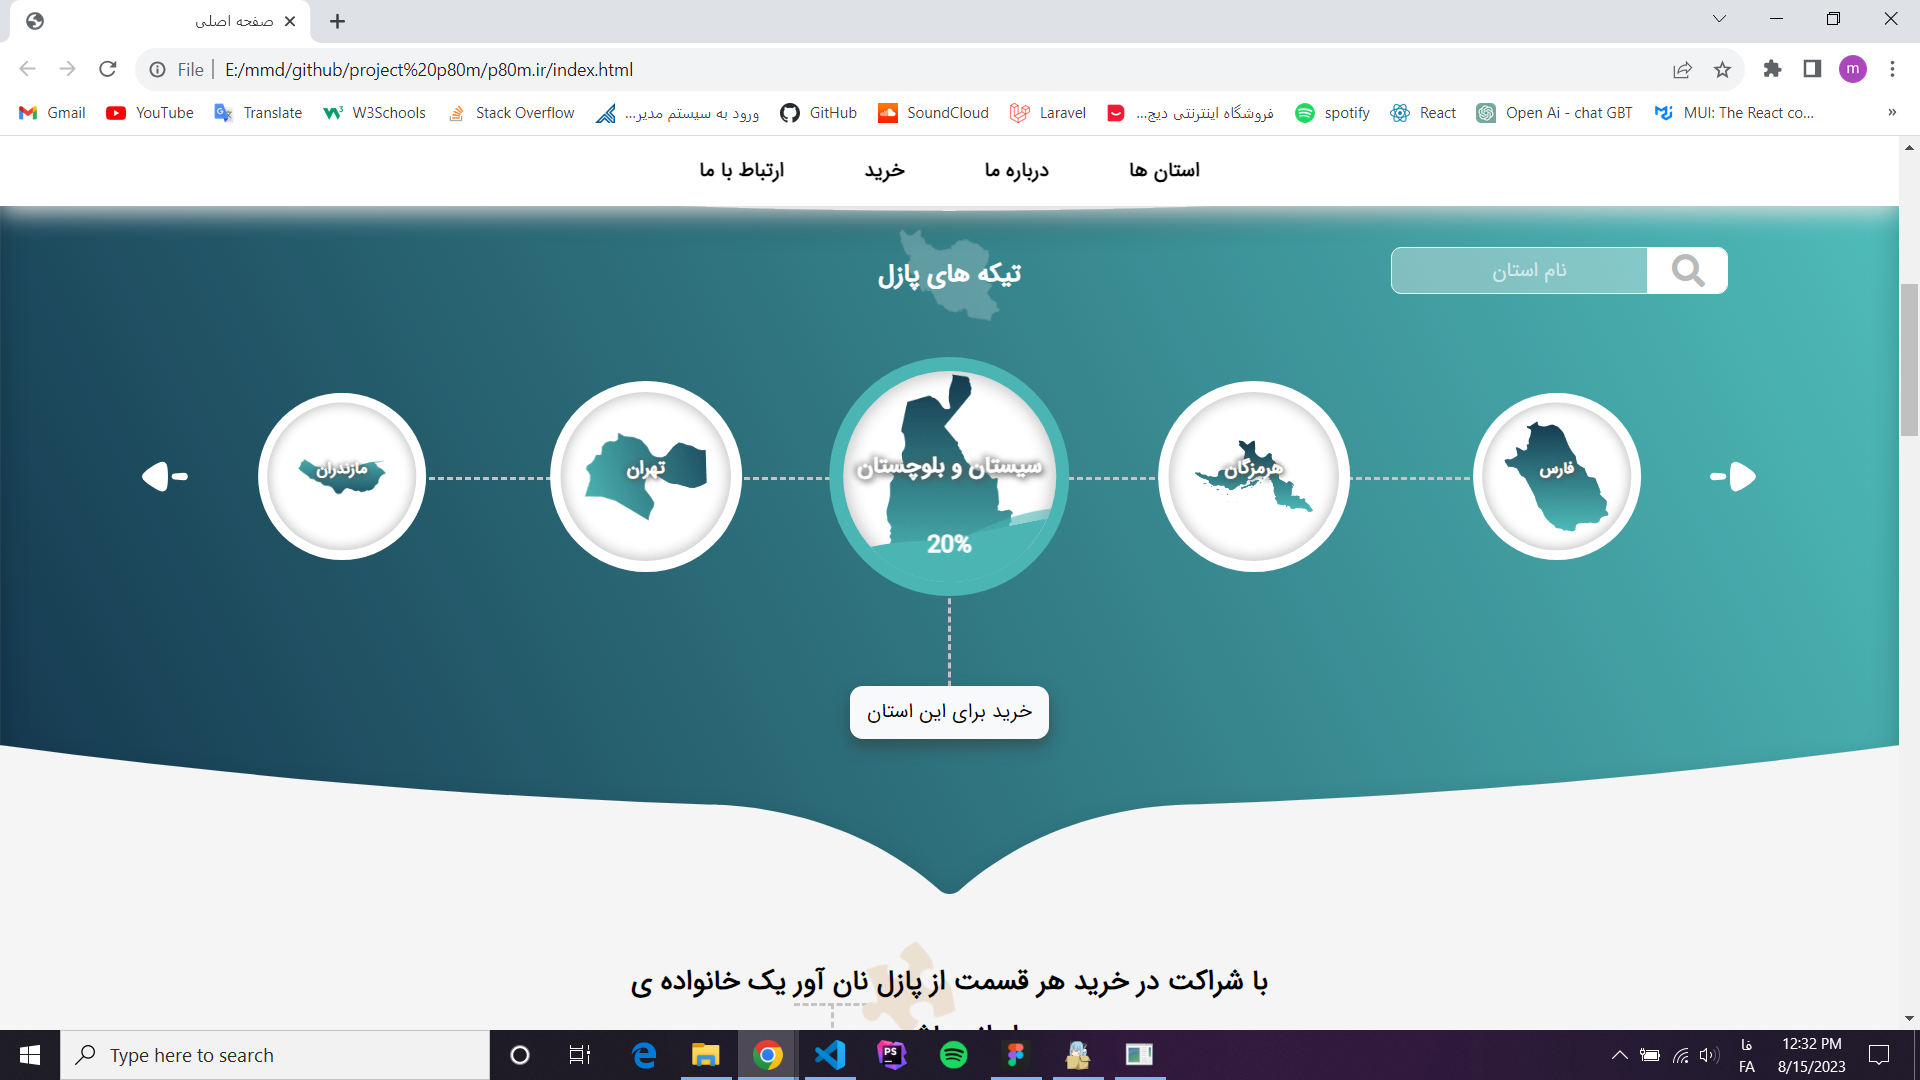 صفحه اصلی
File
E:/mmd/github/project%20p80m/p80m.ir/index.html
m
Gmail
YouTube
Translate
W3Schools
Stack Overflow
ورود به سیستم مدیر...
GitHub
SoundCloud
Laravel
فروشگاه اینترنتی دیج...
spotify
React
Open Ai - chat GBT
MUI: The React co...
»
استان ها
درباره ما
خرید
ارتباط با ما
تیکه های پازل
نام استان
فارس
هرمزگان
سیستان و بلوچستان
20%
تهران
مازندران
خرید برای این استان
با شراکت در خرید هر قسمت از پازل نان آور یک خانواده ی
Type here to search
PS
فا
FA
12:32 PM
8/15/2023